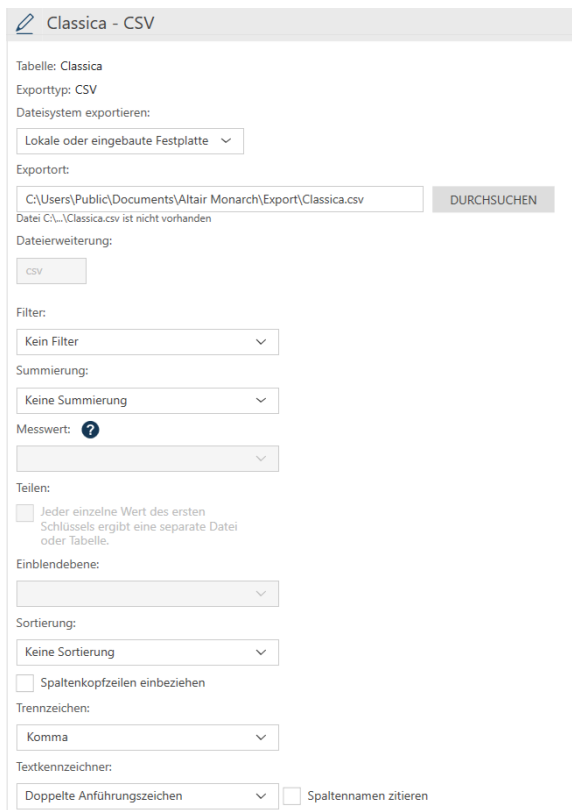 Classica - CSV
Tabelle: Classica
Exporttyp: CSV
Dateisystem exportieren:
Lokale oder eingebaute Festplatte
Exportort:
C:\Users\Public\Documents\Altair Monarch\Export\Classica.csv DURCHSUCHEN
Datei C:\...\Classica.csv ist nicht vorhanden
Dateierweiterung:
csv
Filter:
Kein Filter
Summierung:
Keine Summierung
Messwert: ?
Teilen:
Jeder einzelne Wert des ersten
Schlüssels ergibt eine separate Datei
oder Tabelle.
Einblendebene:
Sortierung:
Keine Sortierung
Spaltenkopfzeilen einbeziehen
Trennzeichen:
Komma
Textkennzeichner:
Doppelte Anführungszeichen Spaltennamen zitieren